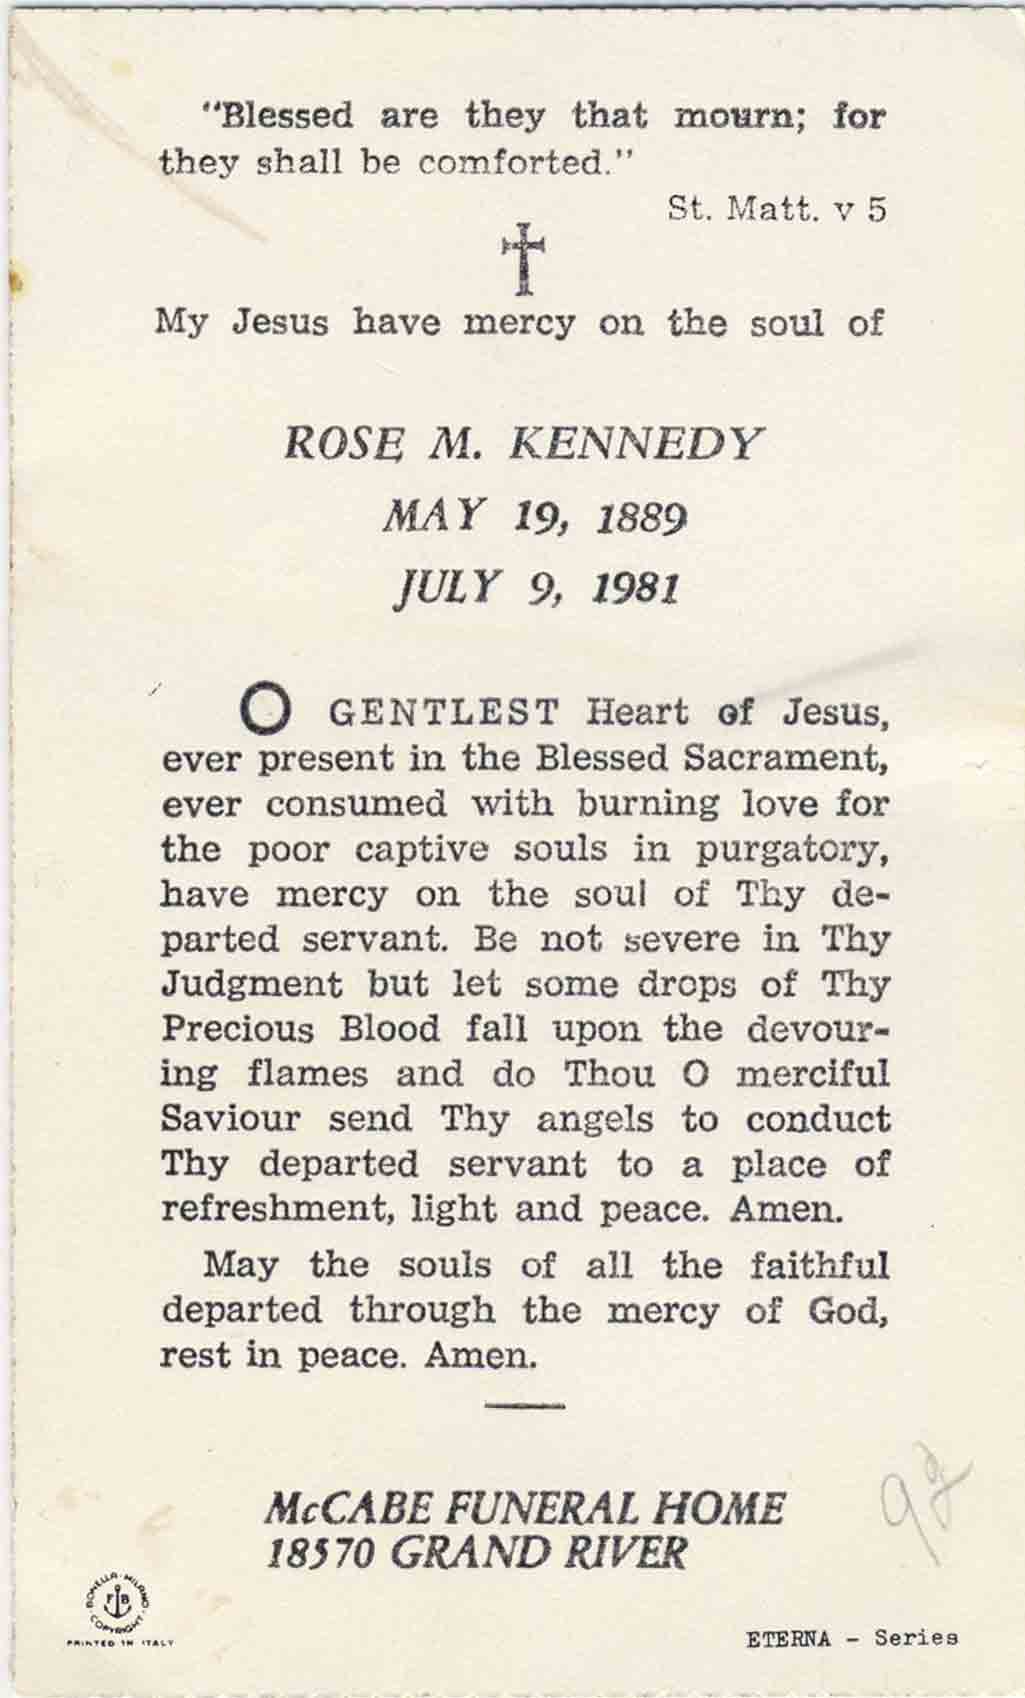 "Blessed are they that mourn; for
they shall be comforted."
St. Matt. v 5
My Jesus have mercy on the soul of
ROSE M. KENNEDY
MAY 19, 1889
JULY 9, 1981
O GENTLEST Heart of Jesus,
ever present in the Blessed Sacrament,
ever consumed with burning love for
the poor captive souls in purgatory,
have mercy on the soul of Thy de-
parted servant. Be not severe in Thy
Judgment but let some drops of Thy
Precious Blood fall upon the devour-
ing flames and do Thou O merciful
Saviour send Thy angels to conduct
Thy departed servant to a place of
refreshment, light and peace. Amen.
May the souls of all the faithful
departed through the mercy of God,
rest in peace. Amen.
McCABE FUNERAL HOME
18570 GRAND RIVER
92
BONELLA - MILANO
FB
COPYRIGHT
PRINTED IN ITALY
ETERNA - Series